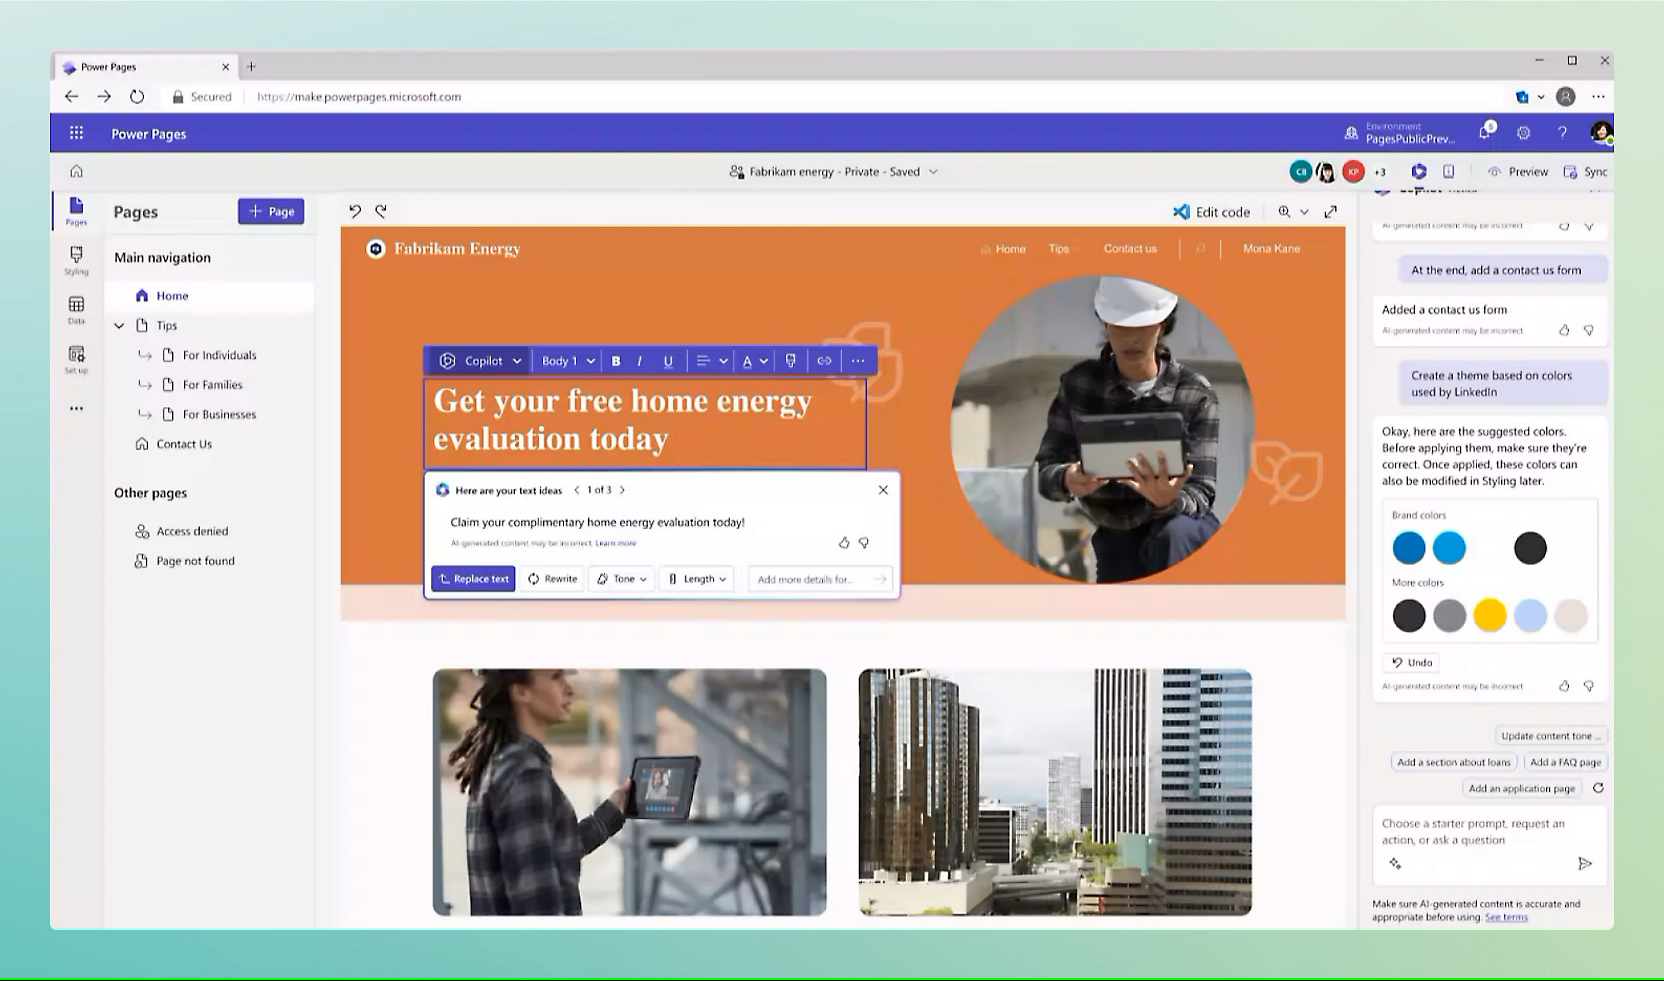 Power Pages
Secured
https://make.powerpages.microsoft.com
Power Pages
Environment
PagesPublicPrev...
5
?
Fabrikam energy - Private - Saved
CB
KP
+3
Preview
Sync
Pages
Styling
Data
Set up
Pages
+ Page
Main navigation
Home
Tips
For Individuals
For Families
For Businesses
Contact Us
Other pages
Access denied
Page not found
Edit code
Fabrikam Energy
Home
Tips
Contact us
Mona Kane
Copilot
Body 1
B
I
U
A
...
Get your free home energy
evaluation today
Here are your text ideas
< 1 of 3 >
Claim your complimentary home energy evaluation today!
AI-generated content may be incorrect. Learn more
Replace text
Rewrite
Tone
Length
Add more details for...
AI-generated content may be incorrect
At the end, add a contact us form
Added a contact us form
AI-generated content may be incorrect
Create a theme based on colors
used by LinkedIn
Okay, here are the suggested colors.
Before applying them, make sure they're
correct. Once applied, these colors can
also be modified in Styling later.
Brand colors
More colors
Undo
AI-generated content may be incorrect
Update content tone ...
Add a section about loans
Add a FAQ page
Add an application page
Choose a starter prompt, request an
action, or ask a question
Make sure AI-generated content is accurate and
appropriate before using. See terms